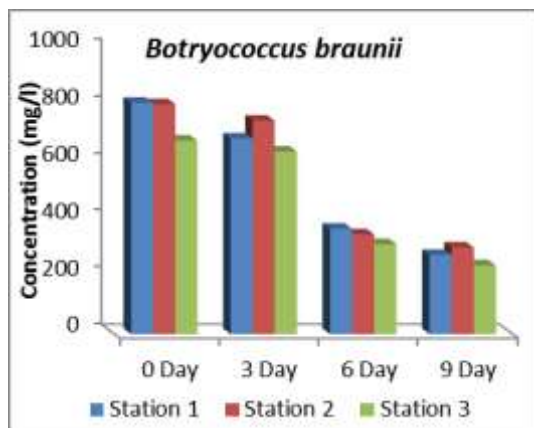 Botryococcus braunii
Concentration (mg/l)
1000
800
600
400
200
0
0 Day 3 Day 6 Day 9 Day
Station 1 Station 2 Station 3